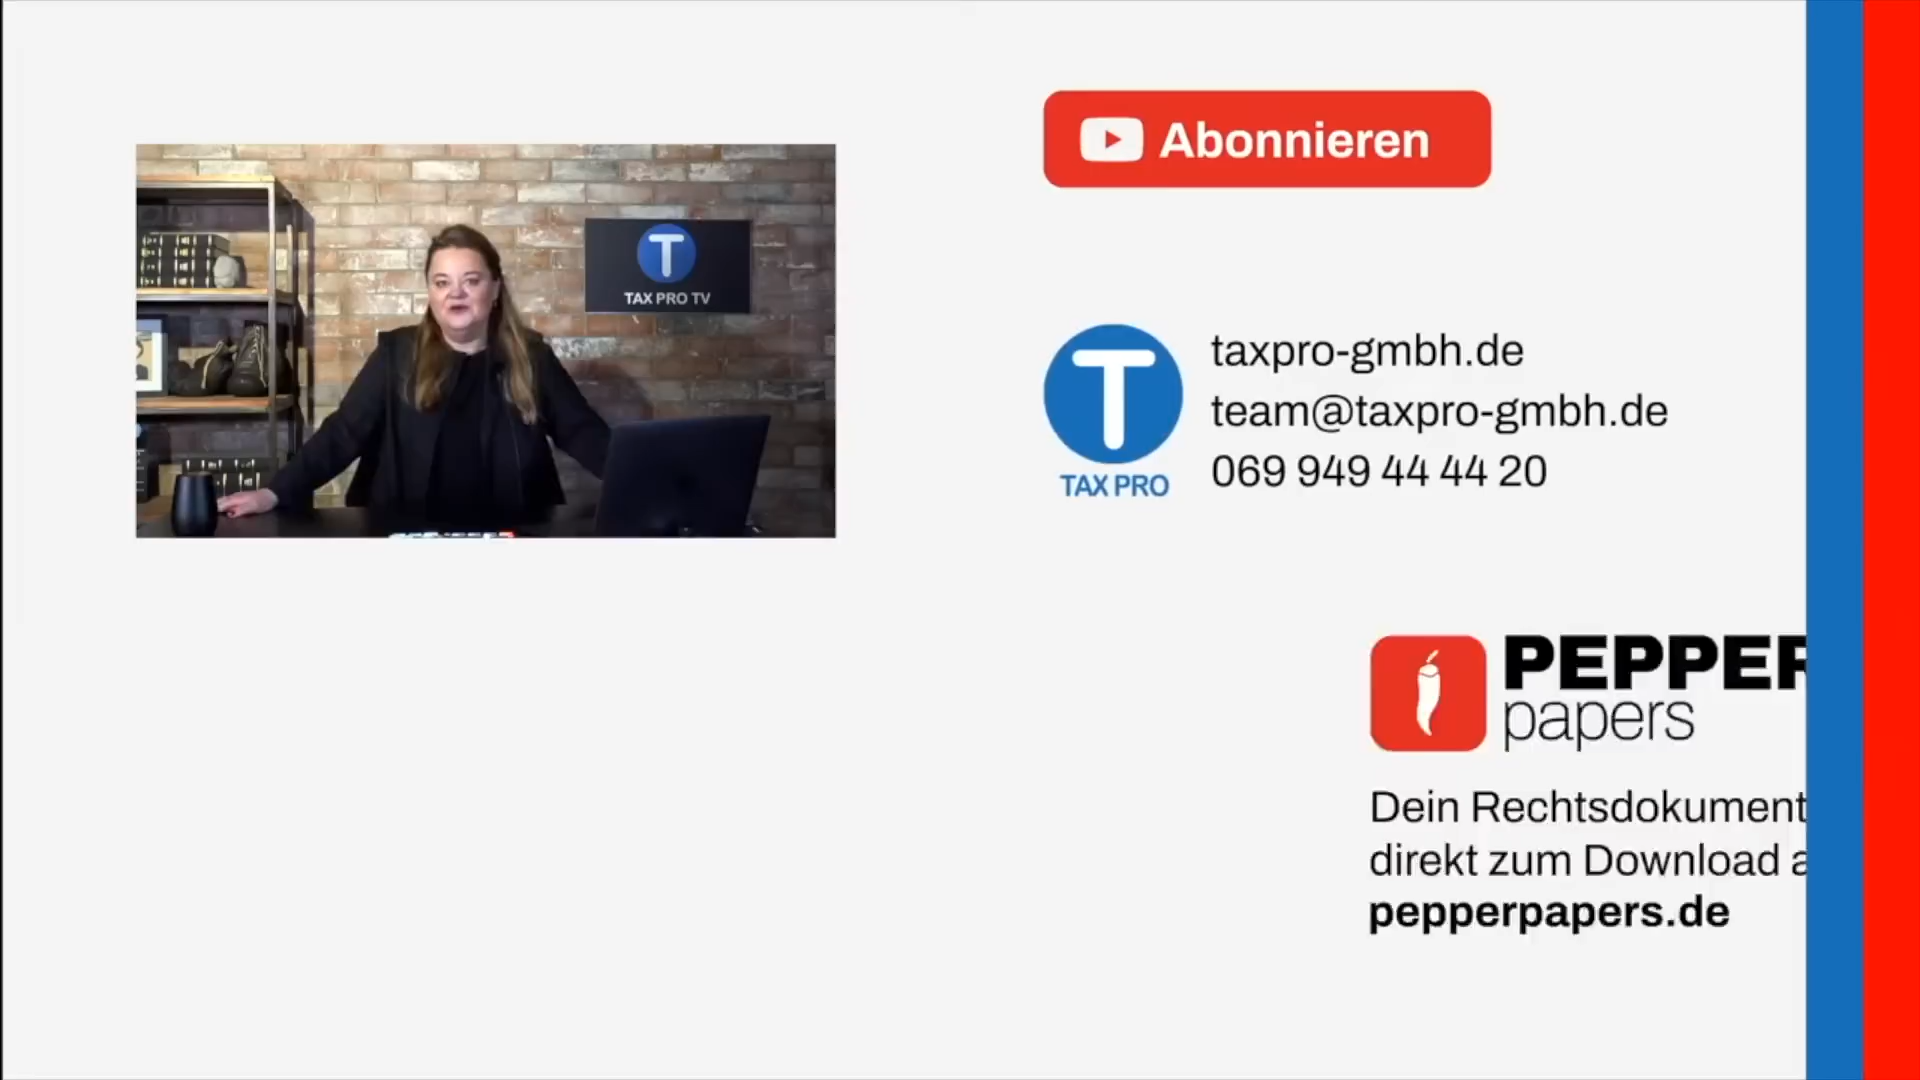 TAX PRO TV
Abonnieren
taxpro-gmbh.de
team@taxpro-gmbh.de
069 949 44 44 20
TAX PRO
PEPPER
papers
Dein Rechtsdokument
direkt zum Download a
pepperpapers.de